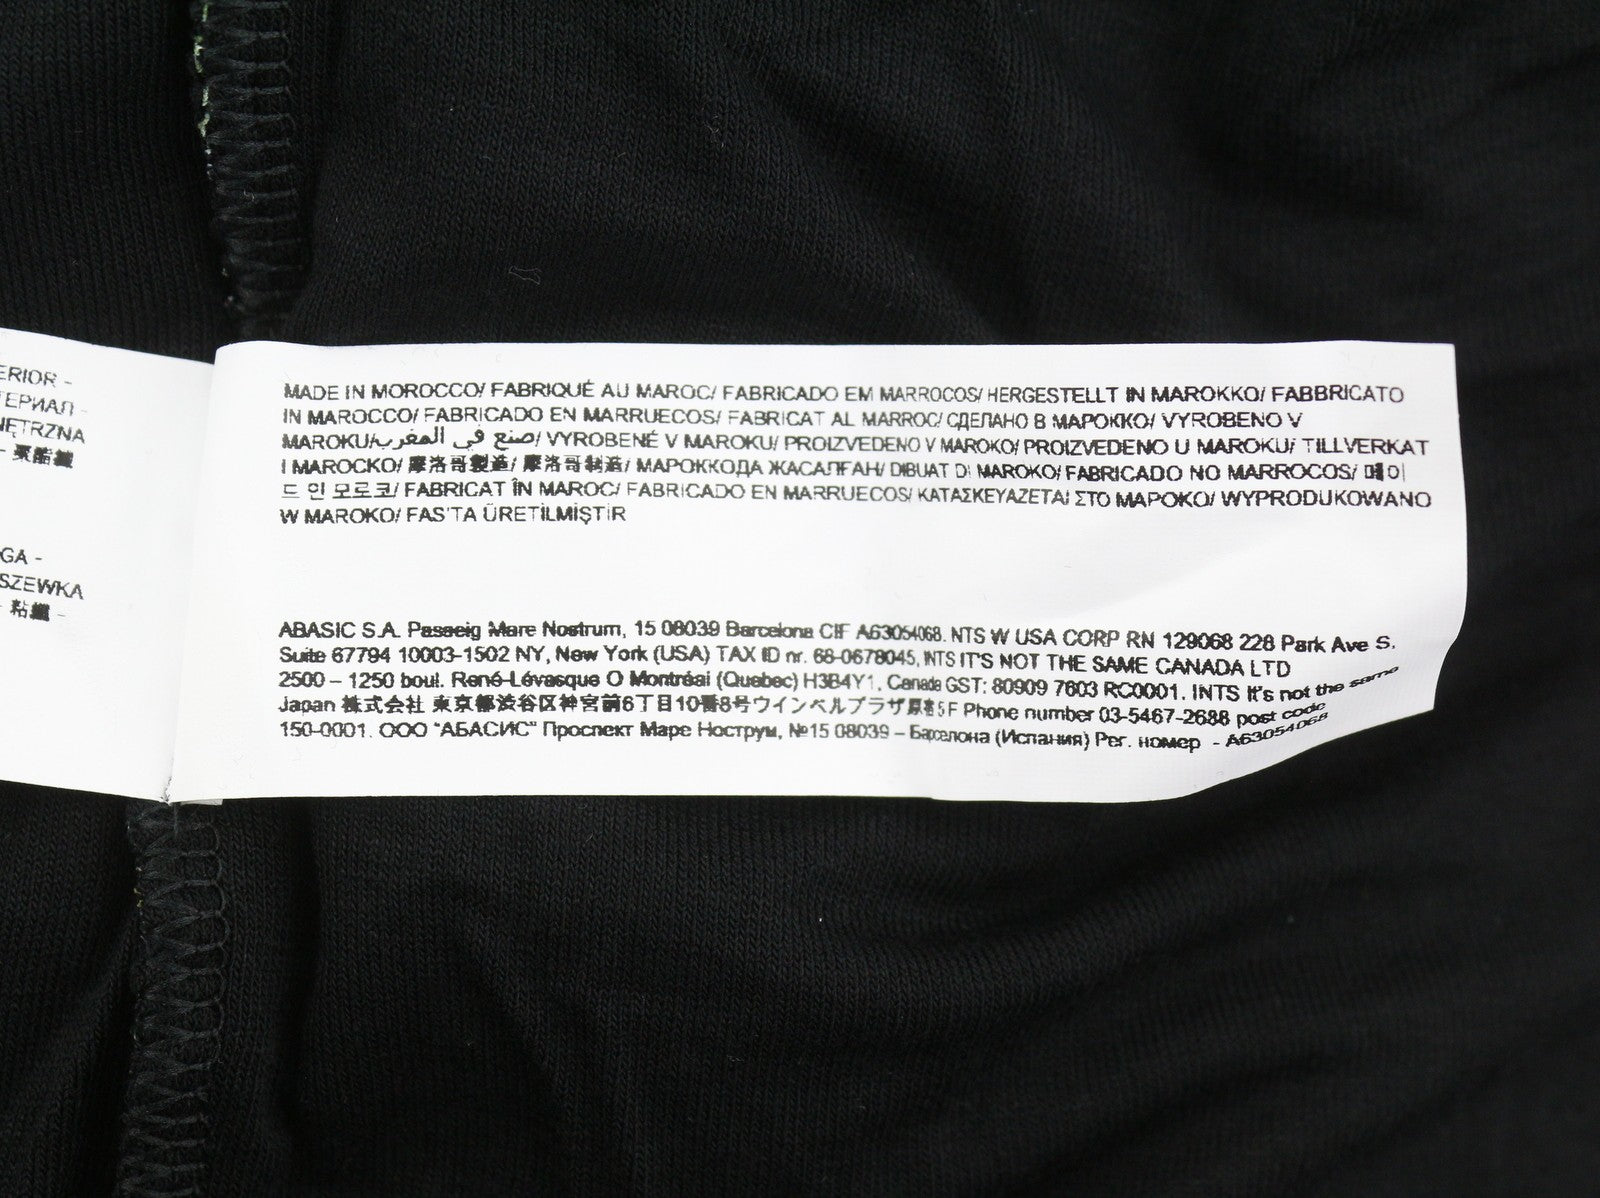 ERIOR -
ТЕРИАЛ -
NĘTRZNA
- 聚酯纖
GA -
SZEWKA
- 粘纖 -
MADE IN MOROCCO/ FABRIQUÉ AU MAROC/ FABRICADO EM MARROCOS/ HERGESTELLT IN MAROKKO/ FABBRICATO
IN MAROCCO/ FABRICADO EN MARRUECOS/ FABRICAT AL MARROC/ СДЕЛАНО В МАРОККО/ VYROBENO V
MAROKU/صنع في المغرب/ VYROBENÉ V MAROKU/ PROIZVEDENO V MAROKO/ PROIZVEDENO U MAROKU/ TILLVERKAT
I MAROCKO/ 摩洛哥製造/ 摩洛哥制造/ МАРОККОДА ЖАСАЛҒАН/ DIBUAT DI MAROKO/ FABRICADO NO MARROCOS/ 메이
드 인 모로코/ FABRICAT ÎN MAROC/ FABRICADO EN MARRUECOS/ ΚΑΤΑΣΚΕΥΑΖΕΤΑΙ ΣΤΟ ΜΑΡΟΚΟ/ WYPRODUKOWANO
W MAROKO/ FAS'TA ÜRETİLMİŞTİR
ABASIC S.A. Passeig Mare Nostrum, 15 08039 Barcelona CIF A63054068. NTS W USA CORP RN 129068 228 Park Ave S.
Suite 67794 10003-1502 NY, New York (USA) TAX ID nr. 68-0678045, INTS IT'S NOT THE SAME CANADA LTD
2500 – 1250 boul. René-Lévasque O Montréal (Quebec) H3B4Y1, Canada GST: 80909 7603 RC0001. INTS It's not the same
Japan 株式会社 東京都渋谷区神宮前6丁目10番8号ウインベルプラザ原宿5F Phone number 03-5467-2688 post code
150-0001. ООО "АБАСИС" Проспект Маре Нострум, №15 08039 – Барселона (Испания) Рег. номер - A63054068